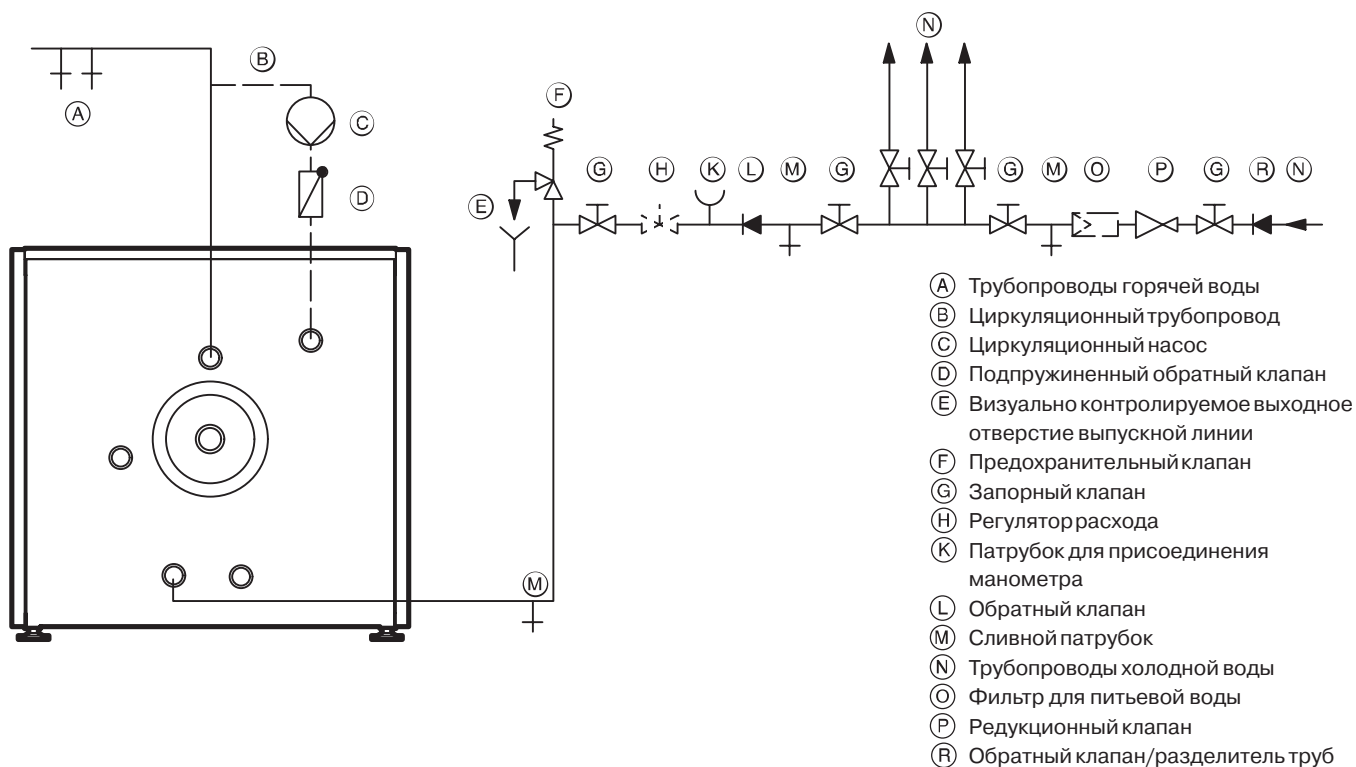 N
B
A
C
D
F
E
G H K L M G G M O P G R N
M
A Трубопроводы горячей воды
B Циркуляционный трубопровод
C Циркуляционный насос
D Подпружиненный обратный клапан
E Визуально контролируемое выходное
отверстие выпускной линии
F Предохранительный клапан
G Запорный клапан
H Регулятор расхода
K Патрубок для присоединения
манометра
L Обратный клапан
M Сливной патрубок
N Трубопроводы холодной воды
O Фильтр для питьевой воды
P Редукционный клапан
R Обратный клапан/разделитель труб